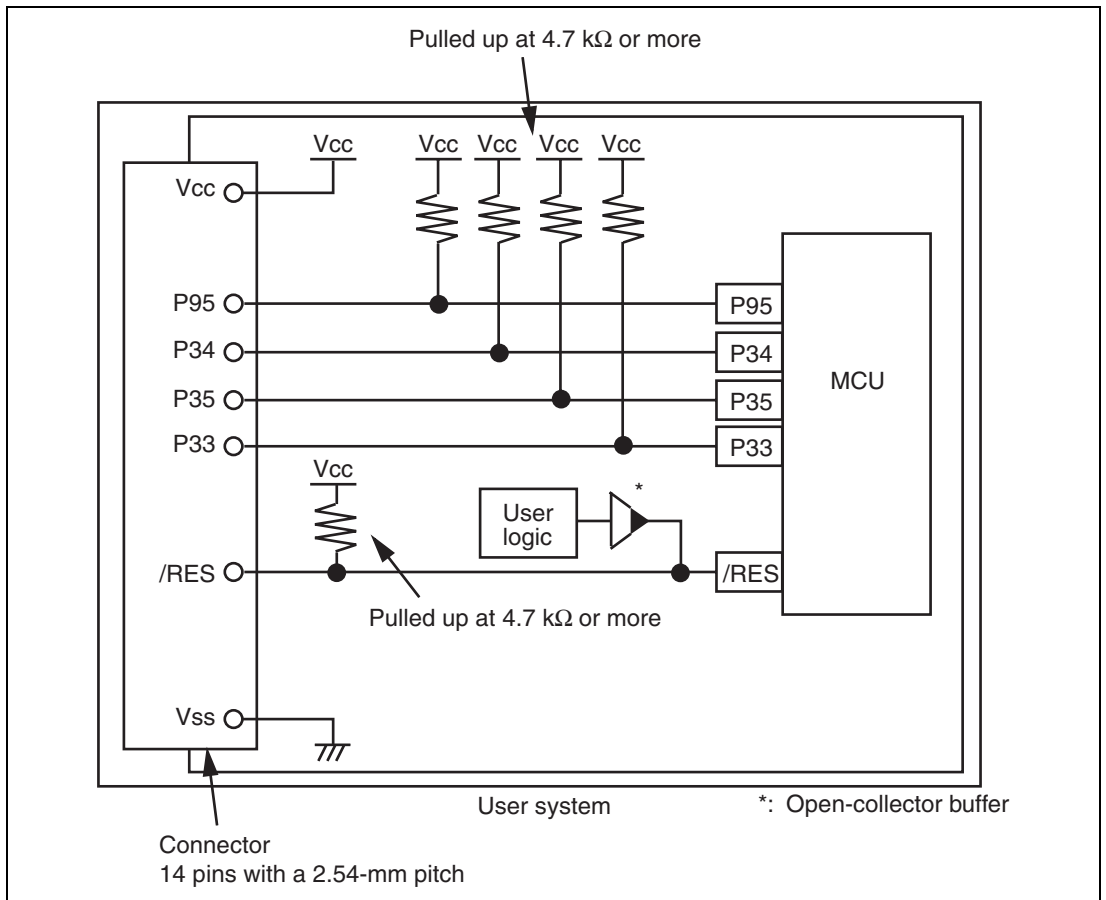 Pulled up at 4.7 kΩ or more
Vcc
Vcc
Vcc
Vcc
Vcc
Vcc
P95
P95
P34
P34
MCU
P35
P35
P33
P33
Vcc
*
User
logic
/RES
/RES
Pulled up at 4.7 kΩ or more
Vss
User system
*: Open-collector buffer
Connector
14 pins with a 2.54-mm pitch